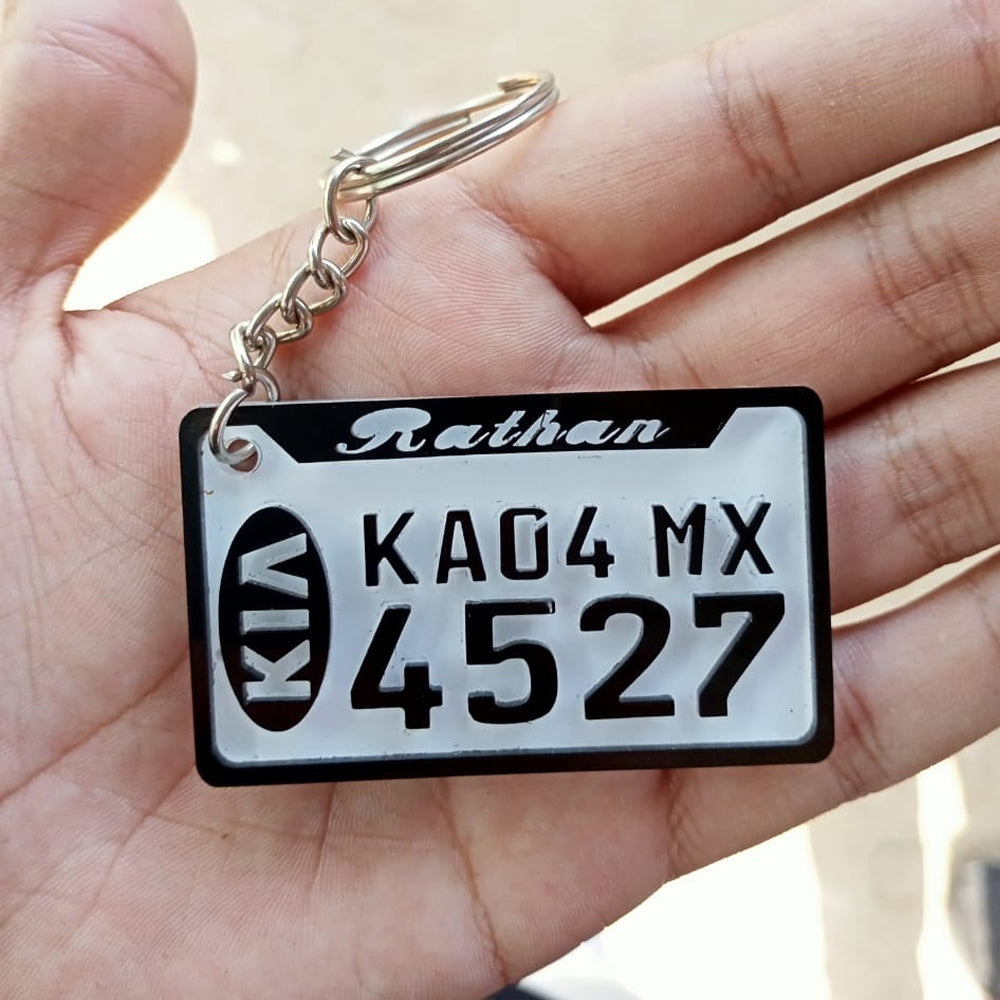 Rathan
KIA
KA04 MX
4527